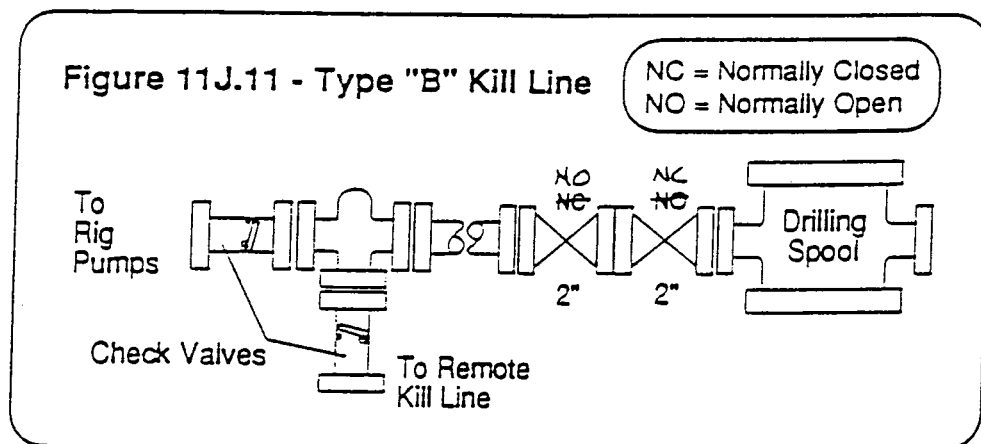 Figure 11J.11 - Type "B" Kill Line
NC = Normally Closed
NO = Normally Open
To
Rig
Pumps
NO
NC
NC
NO
2"
2"
Drilling
Spool
Check Valves
To Remote
Kill Line